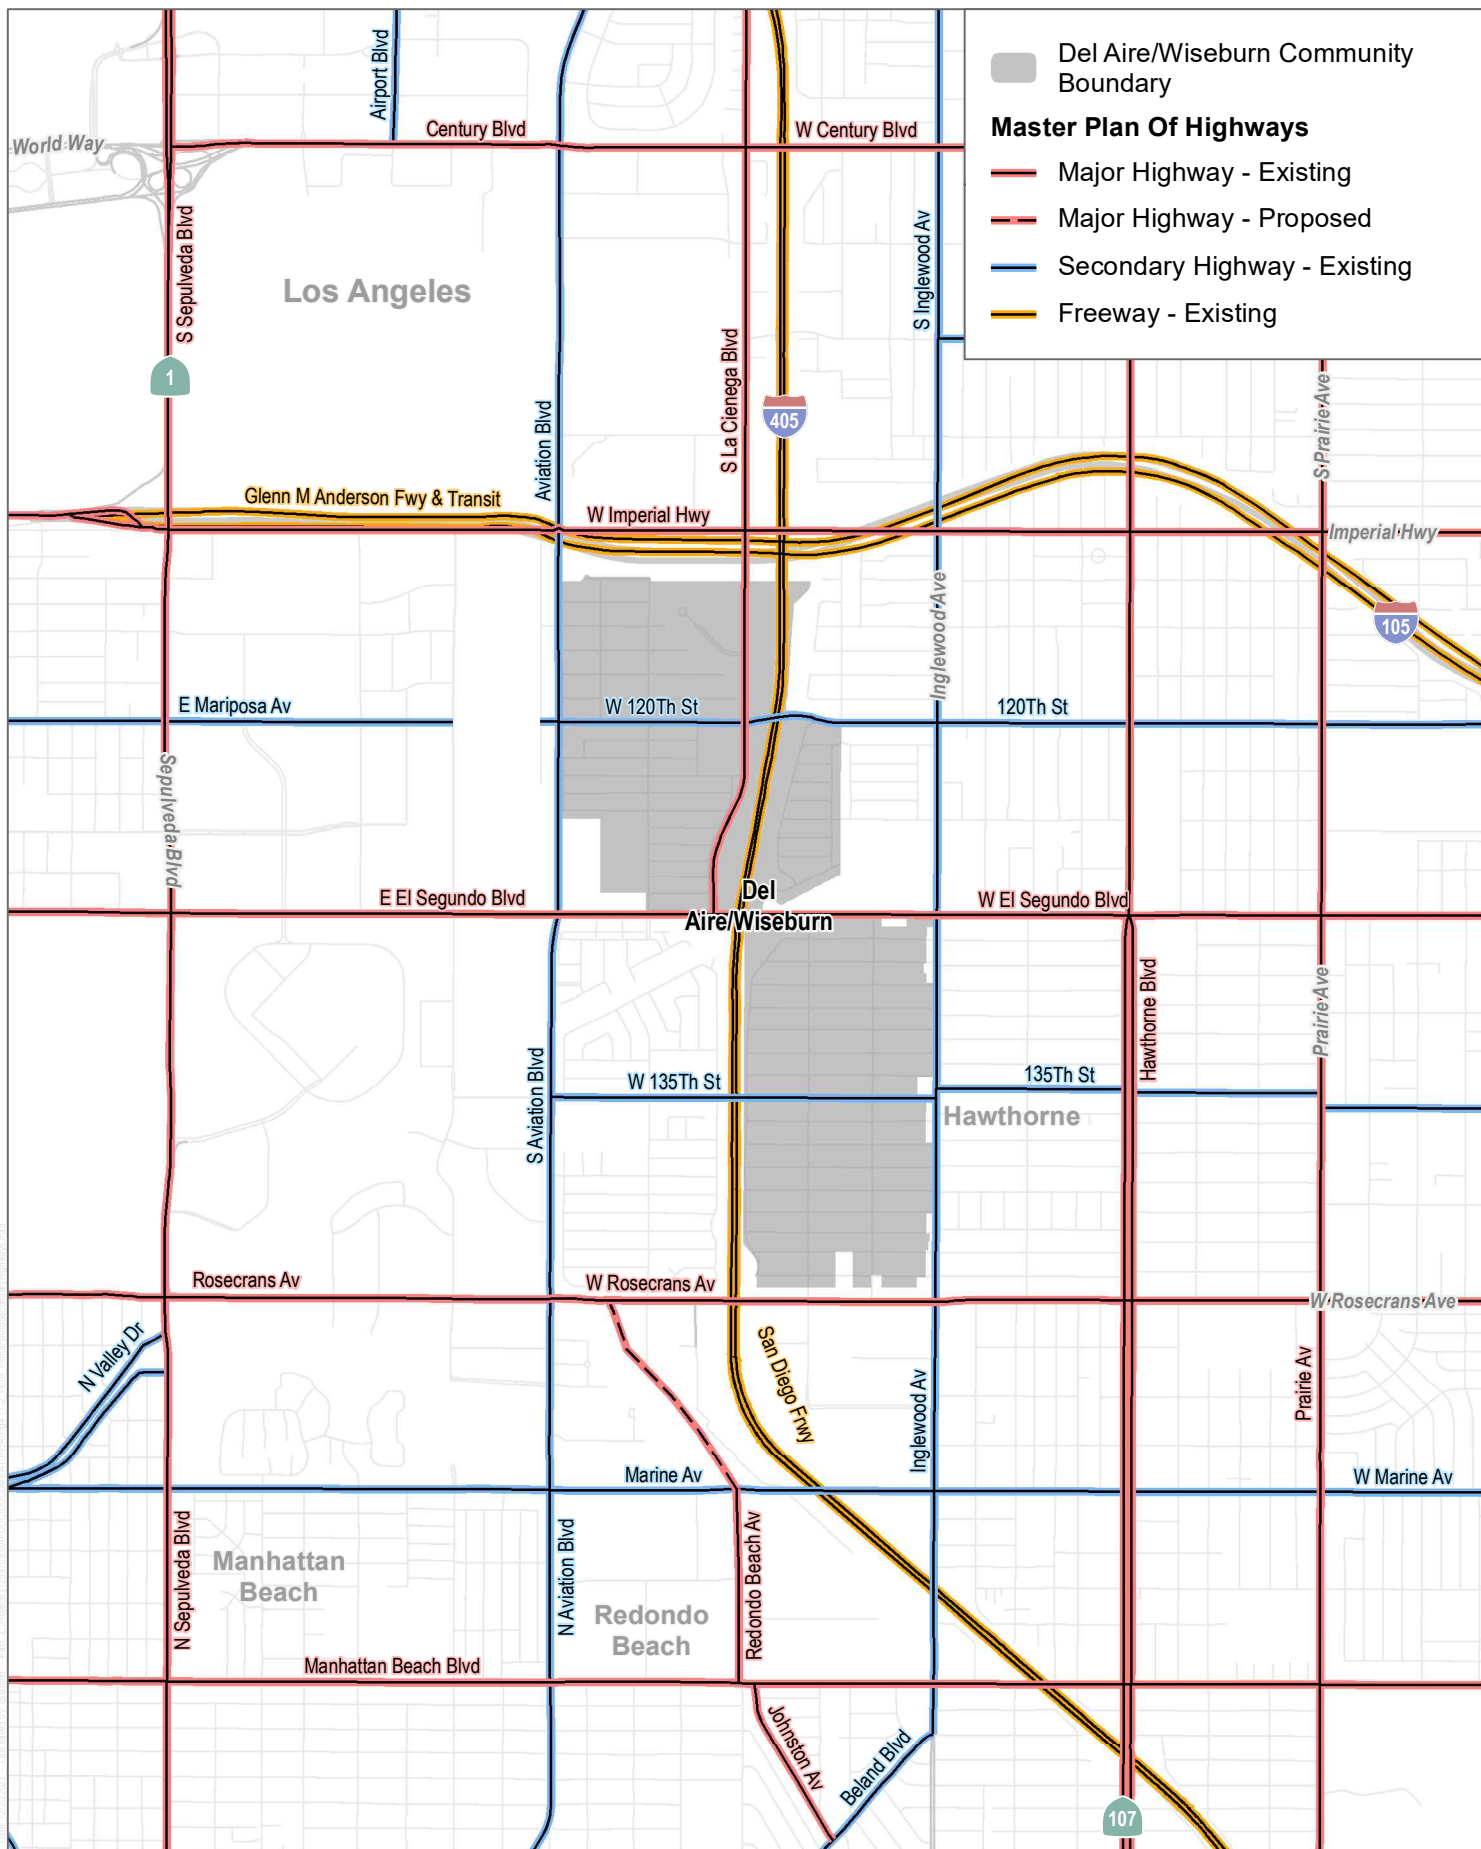 Del Aire/Wiseburn Community
Boundary
Master Plan Of Highways
Major Highway - Existing
Major Highway - Proposed
Secondary Highway - Existing
Freeway - Existing
Airport Blvd
Century Blvd
W Century Blvd
World Way
S Sepulveda Blvd
S Inglewood Av
Los Angeles
1
S La Cienega Blvd
405
Aviation Blvd
S Prairie Ave
Glenn M Anderson Fwy & Transit
W Imperial Hwy
Imperial Hwy
Inglewood Ave
105
E Mariposa Av
W 120Th St
120Th St
Sepulveda Blvd
E El Segundo Blvd
Del
Aire/Wiseburn
W El Segundo Blvd
Hawthorne Blvd
Prairie Ave
S Aviation Blvd
W 135Th St
135Th St
Hawthorne
Rosecrans Av
W Rosecrans Av
W Rosecrans Ave
N Valley Dr
San Diego Frwy
Inglewood Av
Prairie Av
Marine Av
W Marine Av
N Sepulveda Blvd
Manhattan
Beach
N Aviation Blvd
Redondo
Beach
Redondo Beach Av
Manhattan Beach Blvd
Johnston Av
Beland Blvd
107